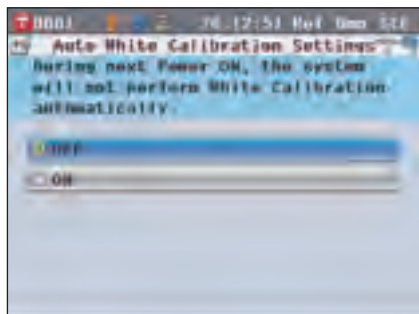 Auto White Calibration Settings
During next Power ON, the system
will not perform White Calibration
automatically.
OFF
ON